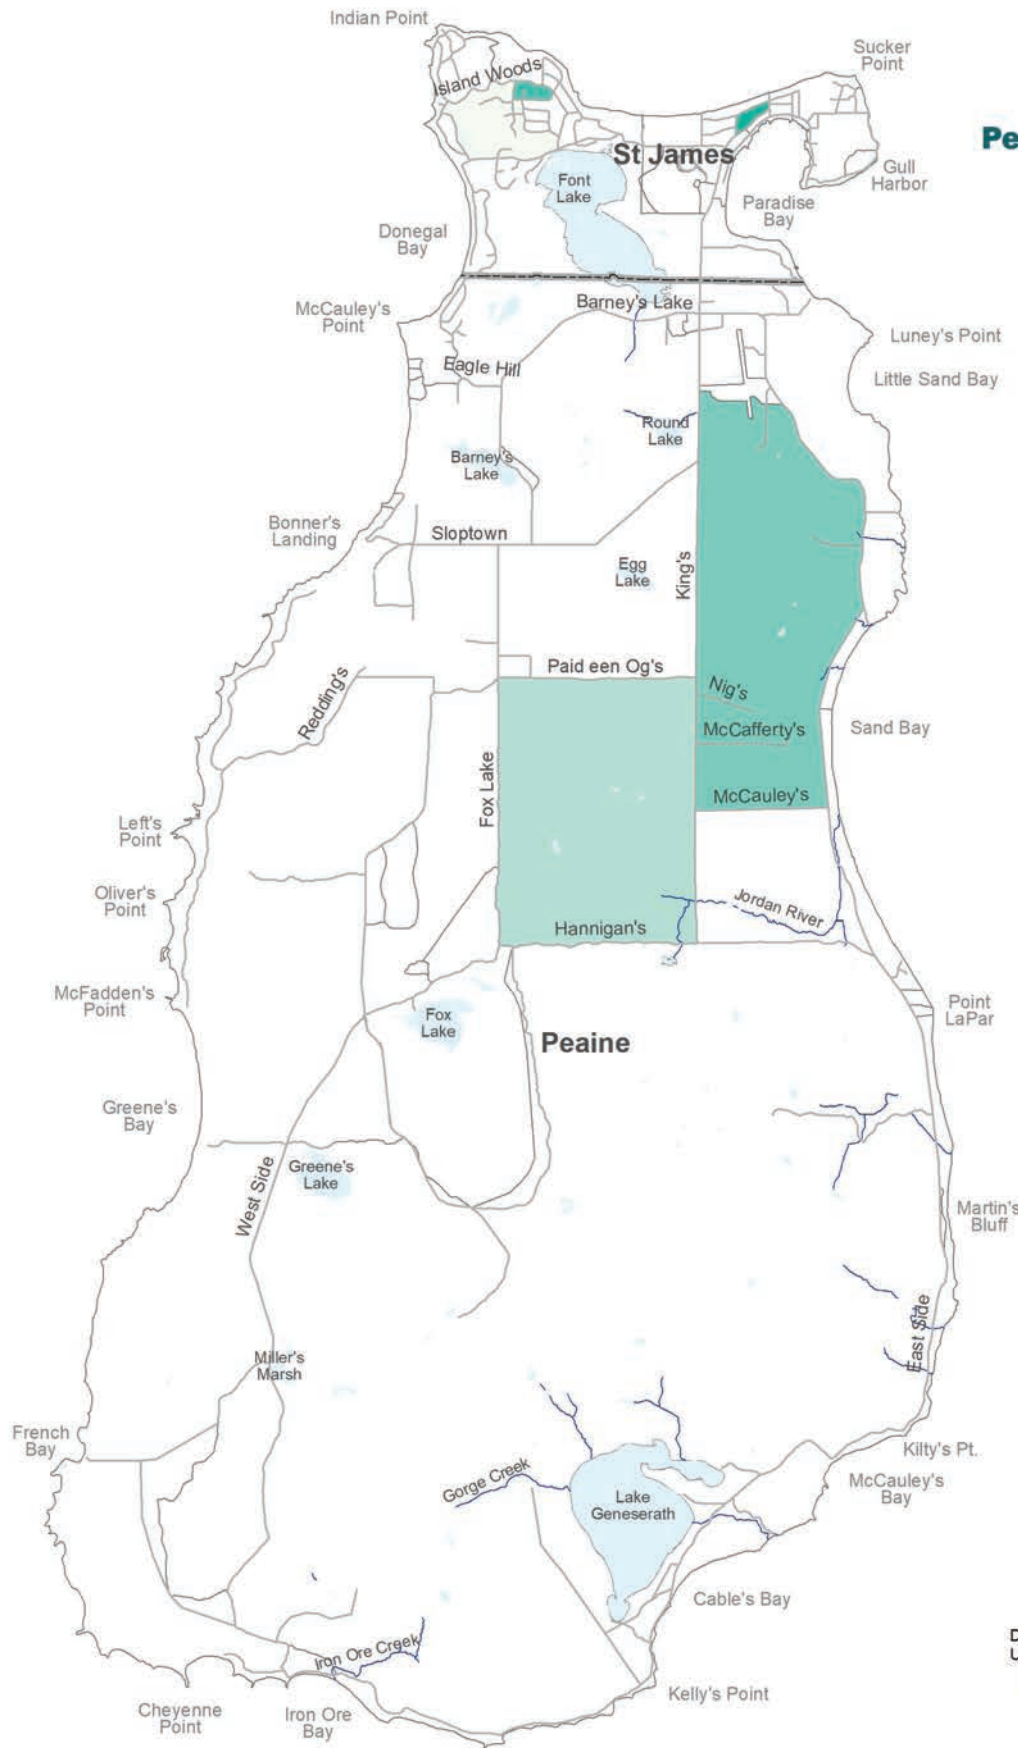 Indian Point
Sucker
Point
Island Woods
Pe
St James
Gull
Harbor
Font
Lake
Paradise
Bay
Donegal
Bay
Barney's Lake
McCauley's
Point
Luney's Point
Eagle Hill
Little Sand Bay
Round
Lake
Barney's
Lake
Bonner's
Landing
Sloptown
Egg
Lake
King's
Paid een Og's
Nig's
Redding's
McCafferty's
Sand Bay
Fox Lake
McCauley's
Left's
Point
Oliver's
Point
Jordan River
Hannigan's
McFadden's
Point
Point
LaPar
Fox
Lake
Peaine
Greene's
Bay
Greene's
Lake
West Side
Martin's
Bluff
East Side
Miller's
Marsh
French
Bay
Kilty's Pt.
McCauley's
Bay
Gorge Creek
Lake
Geneserath
Cable's Bay
D
U
Iron Ore Creek
Kelly's Point
Cheyenne
Point
Iron Ore
Bay